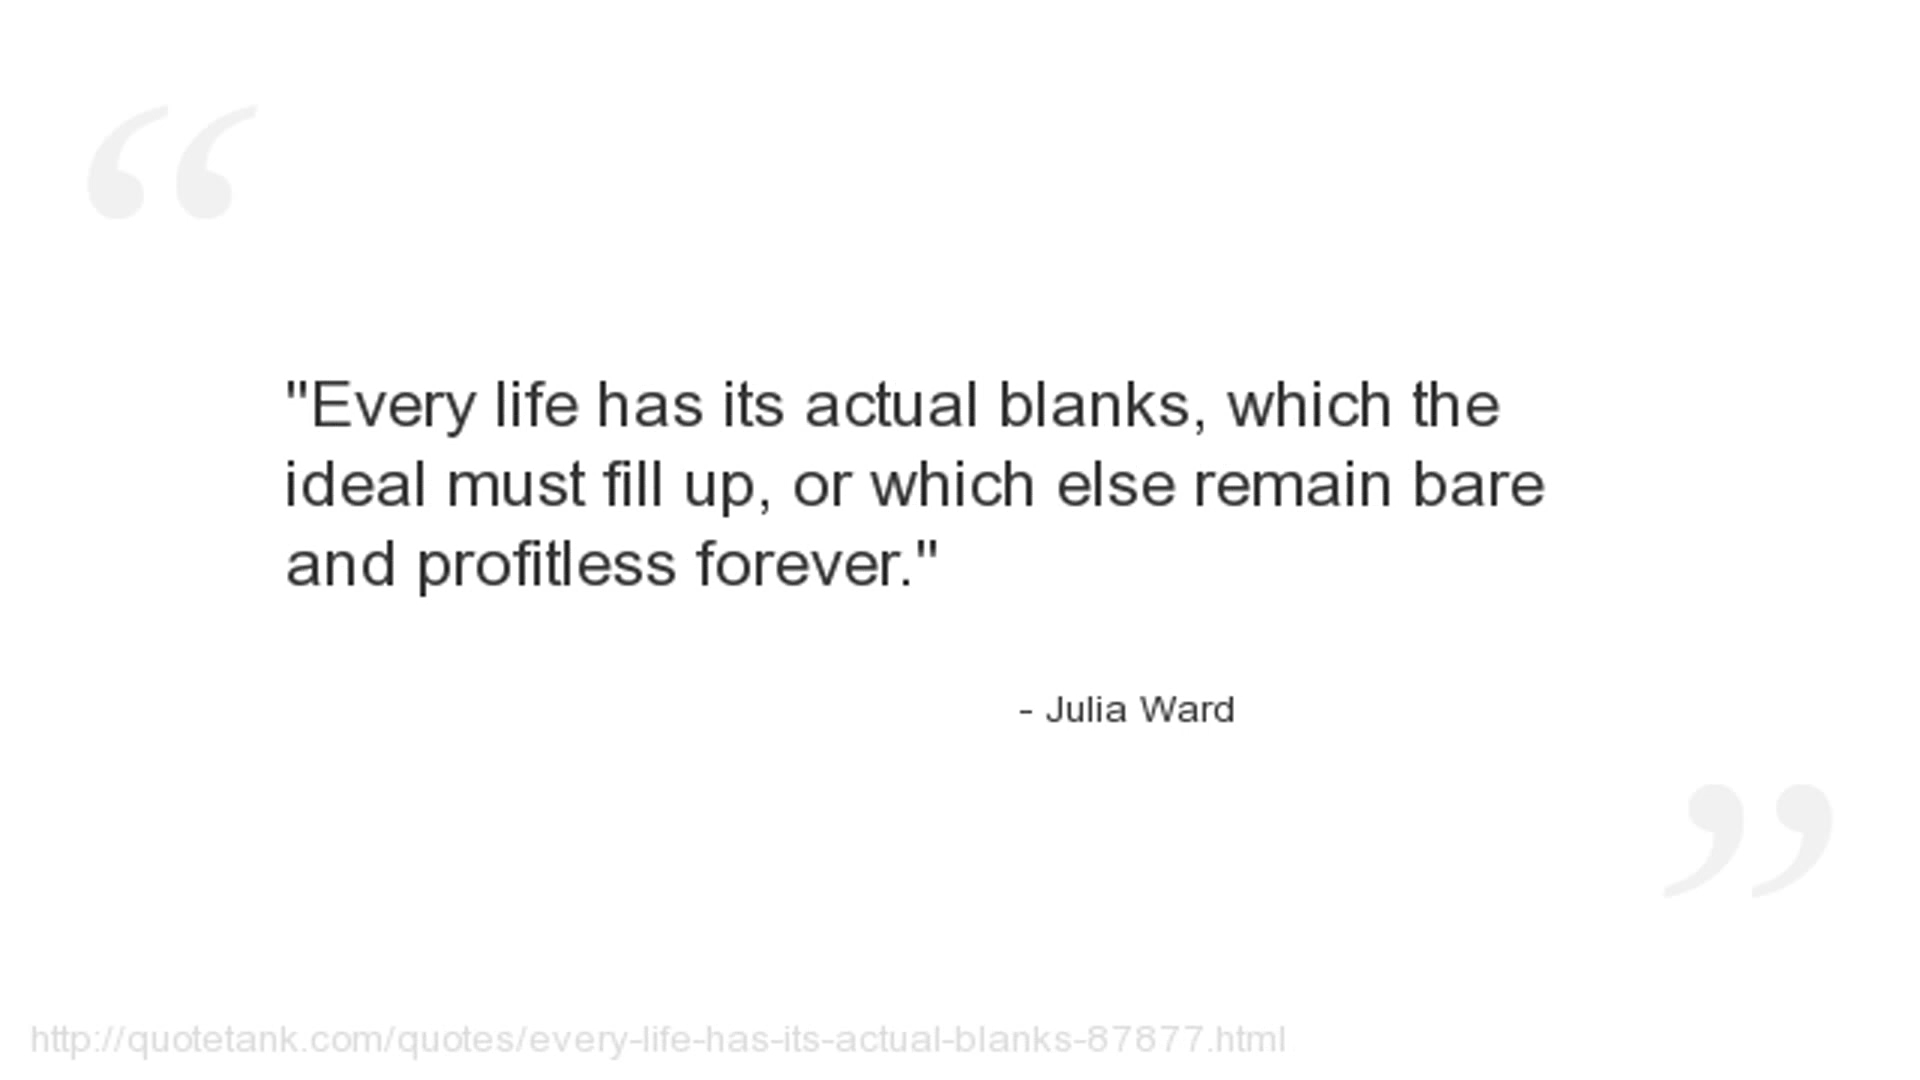 "Every life has its actual blanks, which the
ideal must fill up, or which else remain bare
and profitless forever."
- Julia Ward
http://quotetank.com/quotes/every-life-has-its-actual-blanks-87877.html